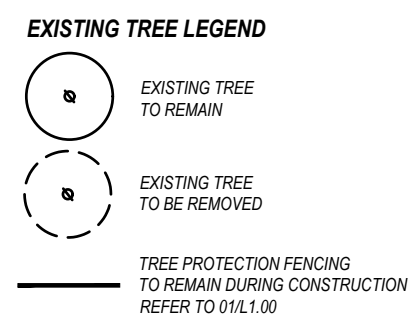 EXISTING TREE LEGEND
EXISTING TREE
TO REMAIN
EXISTING TREE
TO BE REMOVED
TREE PROTECTION FENCING
TO REMAIN DURING CONSTRUCTION
REFER TO 01/L1.00